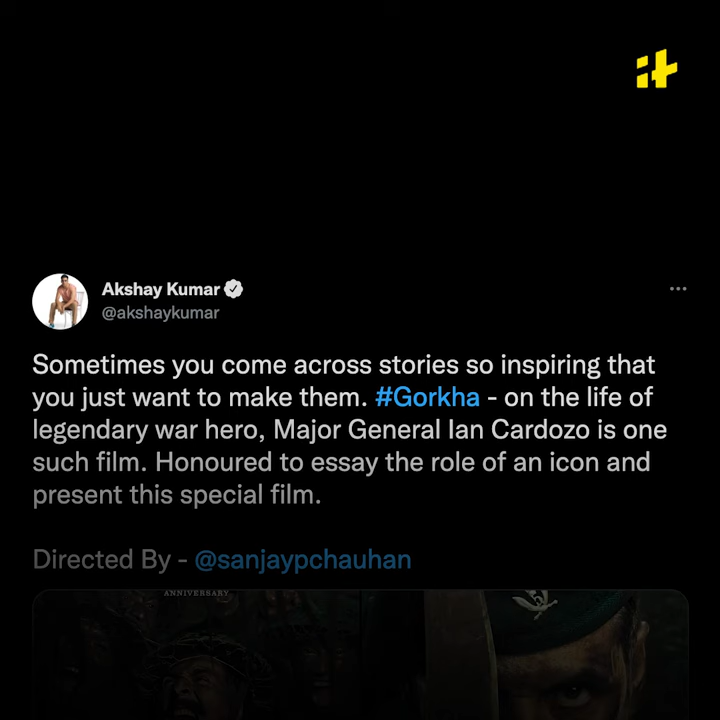 it
Akshay Kumar
@akshaykumar
Sometimes you come across stories so inspiring that
you just want to make them. #Gorkha - on the life of
legendary war hero, Major General Ian Cardozo is one
such film. Honoured to essay the role of an icon and
present this special film.
Directed By - @sanjaypchauhan
ANNIVERSARY